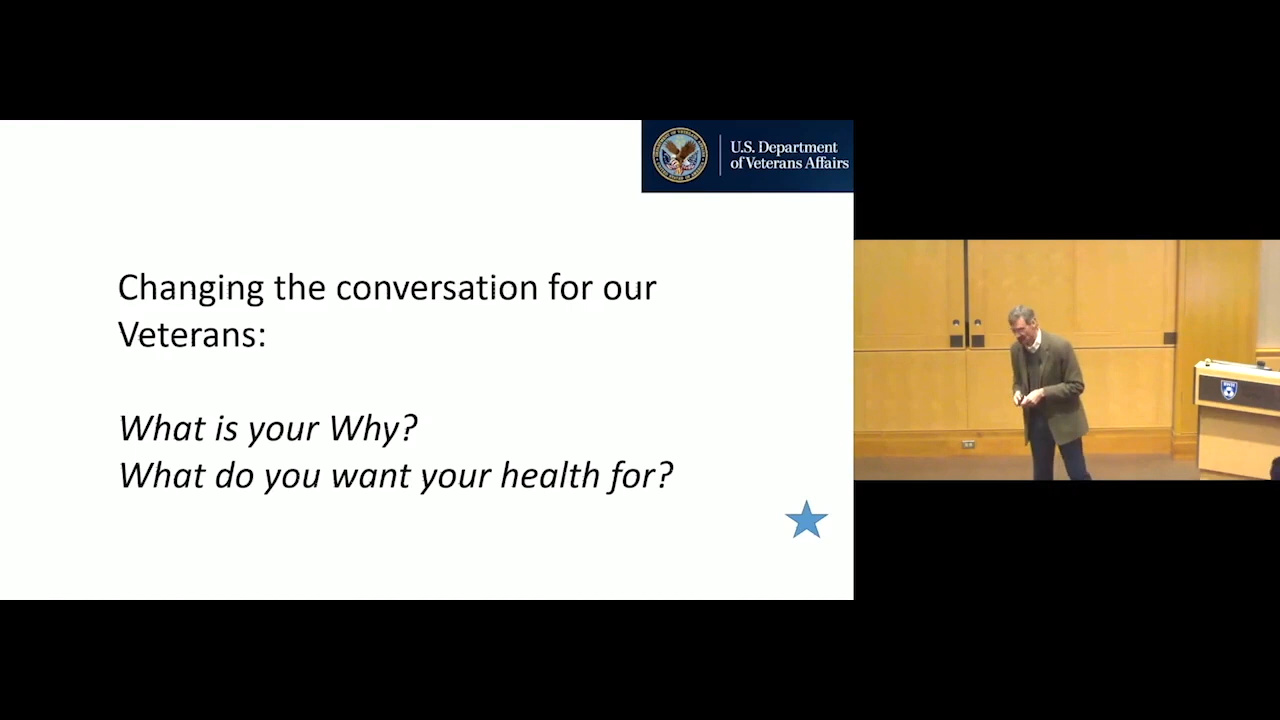 U.S. Department
of Veterans Affairs
Changing the conversation for our
Veterans:
What is your Why?
What do you want your health for?